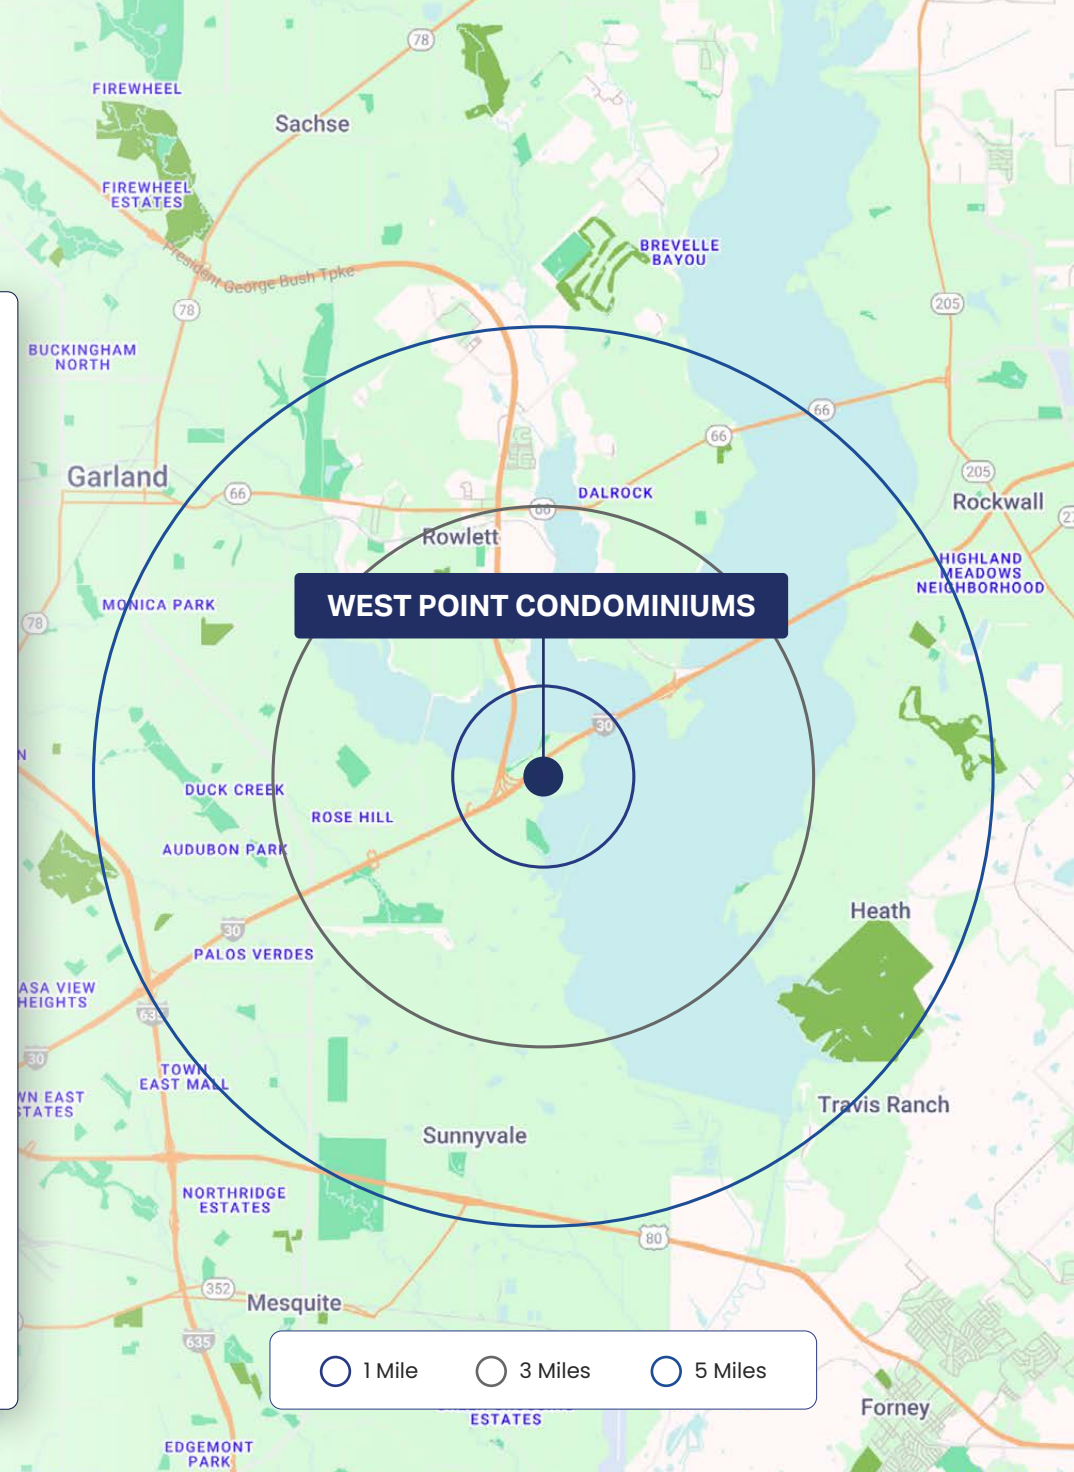 78
FIREWHEEL
Sachse
FIREWHEEL
ESTATES
BREVELLE
BAYOU
President George Bush Tpke
78
205
BUCKINGHAM
NORTH
66
66
Garland
66
DALROCK
205
Rockwall
66
Rowlett
HIGHLAND
MEADOWS
NEIGHBORHOOD
WEST POINT CONDOMINIUMS
MONICA PARK
78
30
DUCK CREEK
ROSE HILL
AUDUBON PARK
Heath
30
PALOS VERDES
ASA VIEW
HEIGHTS
635
30
TOWN
EAST MALL
WN EAST
STATES
Travis Ranch
Sunnyvale
NORTHRIDGE
ESTATES
80
352
Mesquite
635
1 Mile
3 Miles
5 Miles
Forney
ESTATES
EDGEMONT
PARK